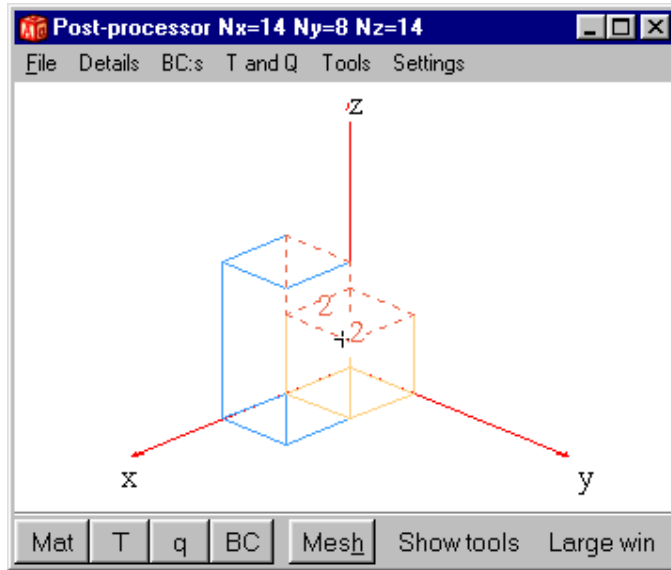 Post-processor Nx=14 Ny=8 Nz=14
File Details BC:s T and Q Tools Settings
z
2
2
x
y
Mat T q BC Mesh Show tools Large win